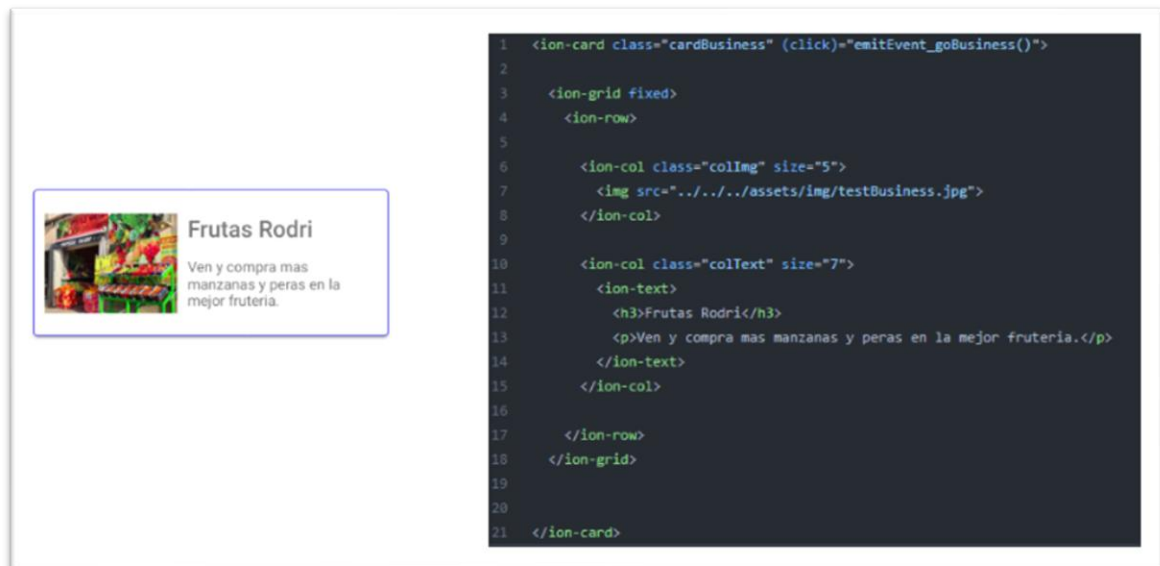 Frutas Rodri
Ven y compra mas
manzanas y peras en la
mejor fruteria.
1 <ion-card class="cardBusiness" (click)="emitEvent_goBusiness()">
2
3 <ion-grid fixed>
4 <ion-row>
5
6 <ion-col class="colImg" size="5">
7 <img src="../../../assets/img/testBusiness.jpg">
8 </ion-col>
9
10 <ion-col class="colText" size="7">
11 <ion-text>
12 <h3>Frutas Rodri</h3>
13 <p>Ven y compra mas manzanas y peras en la mejor fruteria.</p>
14 </ion-text>
15 </ion-col>
16
17 </ion-row>
18 </ion-grid>
19
20
21 </ion-card>